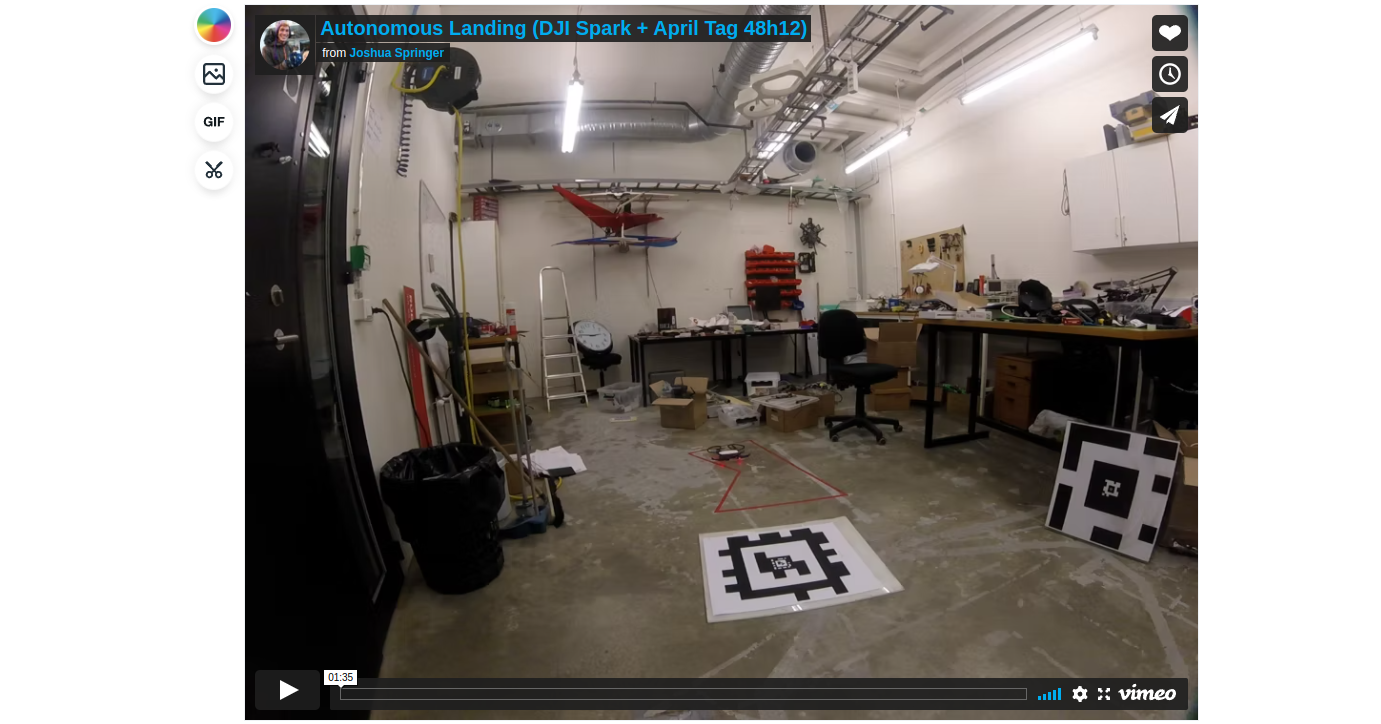 Autonomous Landing (DJI Spark + April Tag 48h12)
from Joshua Springer
GIF
01:35
vimeo